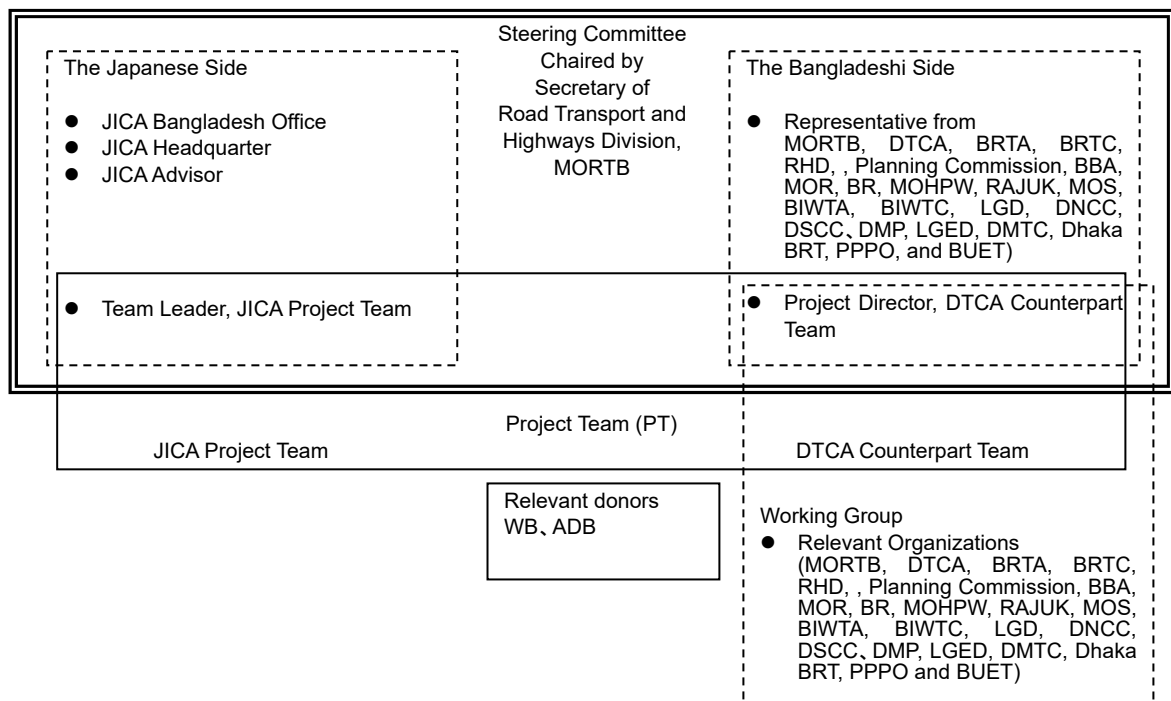 Steering Committee
Chaired by
Secretary of
Road Transport and
Highways Division,
MORTB
The Japanese Side
● JICA Bangladesh Office
● JICA Headquarter
● JICA Advisor
● Team Leader, JICA Project Team
The Bangladeshi Side
● Representative from
MORTB, DTCA, BRTA, BRTC,
RHD, , Planning Commission, BBA,
MOR, BR, MOHPW, RAJUK, MOS,
BIWTA, BIWTC, LGD, DNCC,
DSCC、DMP, LGED, DMTC, Dhaka
BRT, PPPO, and BUET)
● Project Director, DTCA Counterpart
Team
Project Team (PT)
JICA Project Team
DTCA Counterpart Team
Relevant donors
WB、ADB
Working Group
● Relevant Organizations
(MORTB, DTCA, BRTA, BRTC,
RHD, , Planning Commission, BBA,
MOR, BR, MOHPW, RAJUK, MOS,
BIWTA, BIWTC, LGD, DNCC,
DSCC、DMP, LGED, DMTC, Dhaka
BRT, PPPO and BUET)